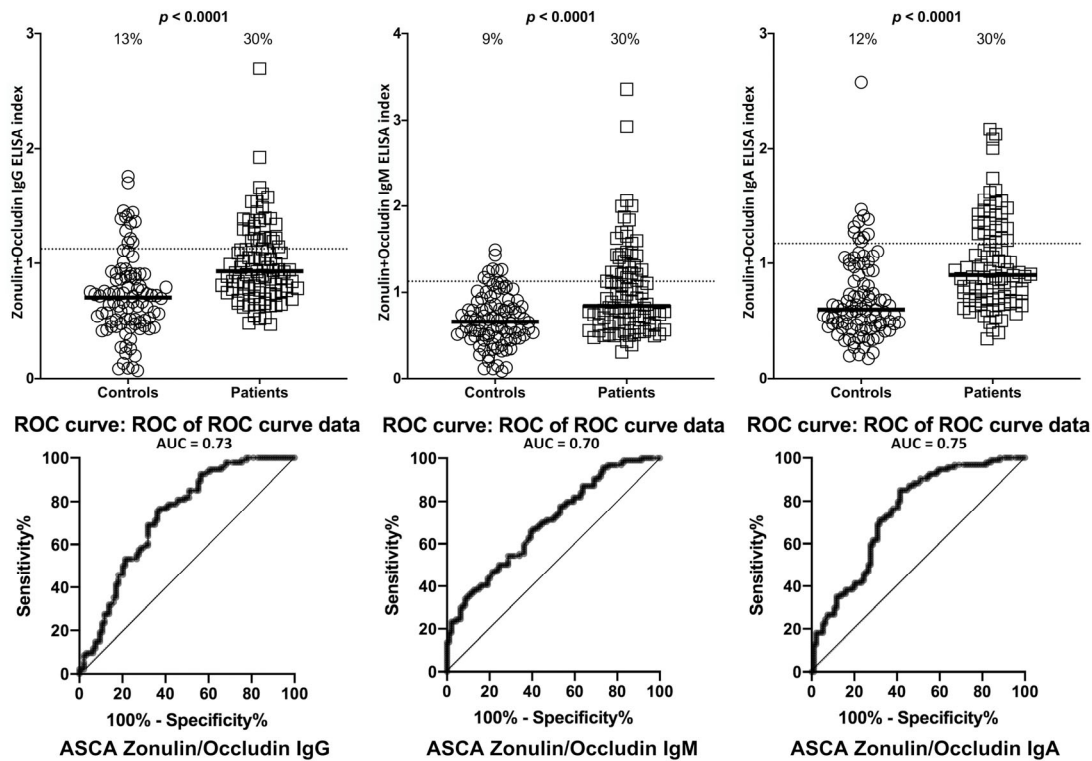 p < 0.0001
13% 30%
Zonulin+Occludin IgG ELISA index
3
2
1
0
Controls Patients
p < 0.0001
9% 30%
Zonulin+Occludin IgM ELISA index
4
3
2
1
0
Controls Patients
p < 0.0001
12% 30%
Zonulin+Occludin IgA ELISA index
3
2
1
0
Controls Patients
ROC curve: ROC of ROC curve data
AUC = 0.73
Sensitivity%
100
80
60
40
20
0
0 20 40 60 80 100
100% - Specificity%
ASCA Zonulin/Occludin IgG
ROC curve: ROC of ROC curve data
AUC = 0.70
Sensitivity%
100
80
60
40
20
0
0 20 40 60 80 100
100% - Specificity%
ASCA Zonulin/Occludin IgM
ROC curve: ROC of ROC curve data
AUC = 0.75
Sensitivity%
100
80
60
40
20
0
0 20 40 60 80 100
100% - Specificity%
ASCA Zonulin/Occludin IgA